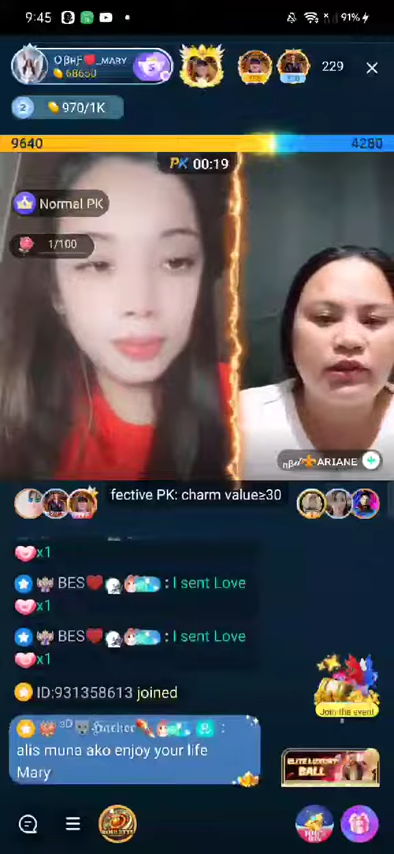 9:45
91%
_MARY
68650
229
970/1K
9640
4280
PK 00:19
Normal PK
1/100
ARIANE
fective PK: charm value≥30
x1
BES : I sent Love
x1
BES : I sent Love
x1
ID:931358613 joined
3D Hacker :
alis muna ako enjoy your life
Mary
Join the event
ELITE LUXURY
BALL